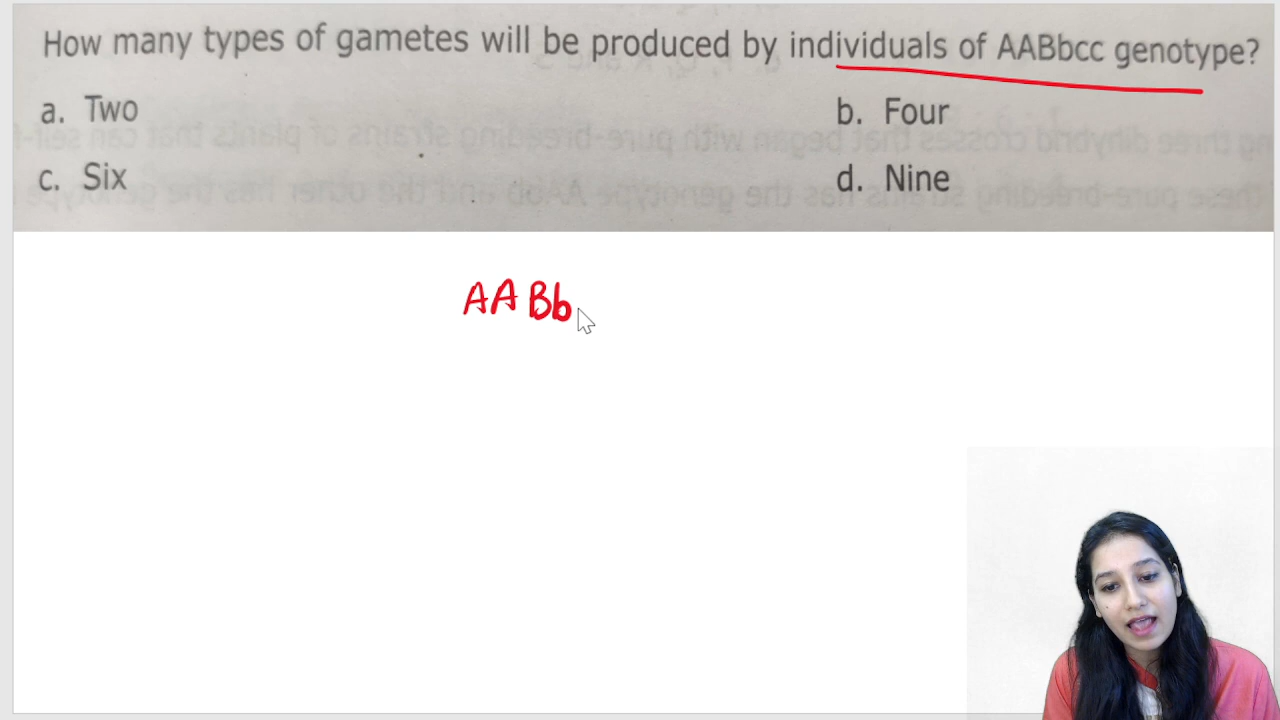 How many types of gametes will be produced by individuals of AABbcc genotype?
a. Two
b. Four
c. Six
d. Nine
AABb